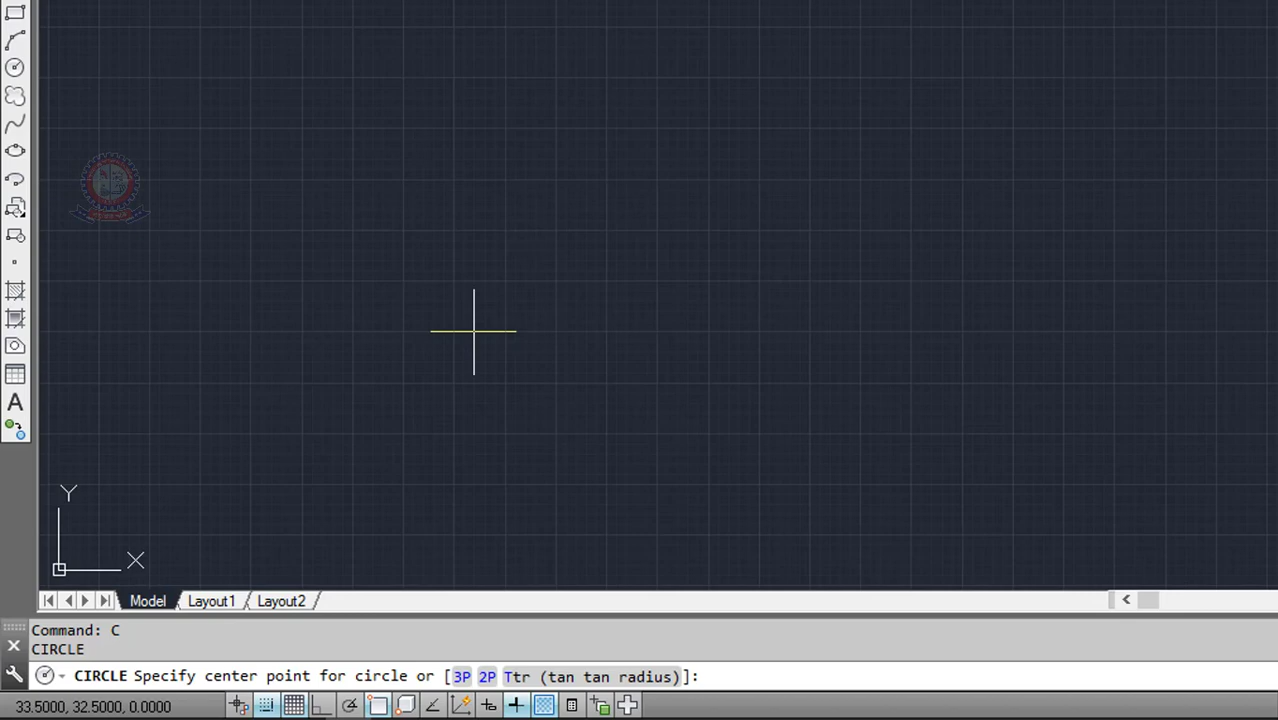 A
Y
X
Model Layout1 Layout2
Command: C
CIRCLE
CIRCLE Specify center point for circle or [3P 2P Ttr (tan tan radius)]:
33.5000, 32.5000, 0.0000